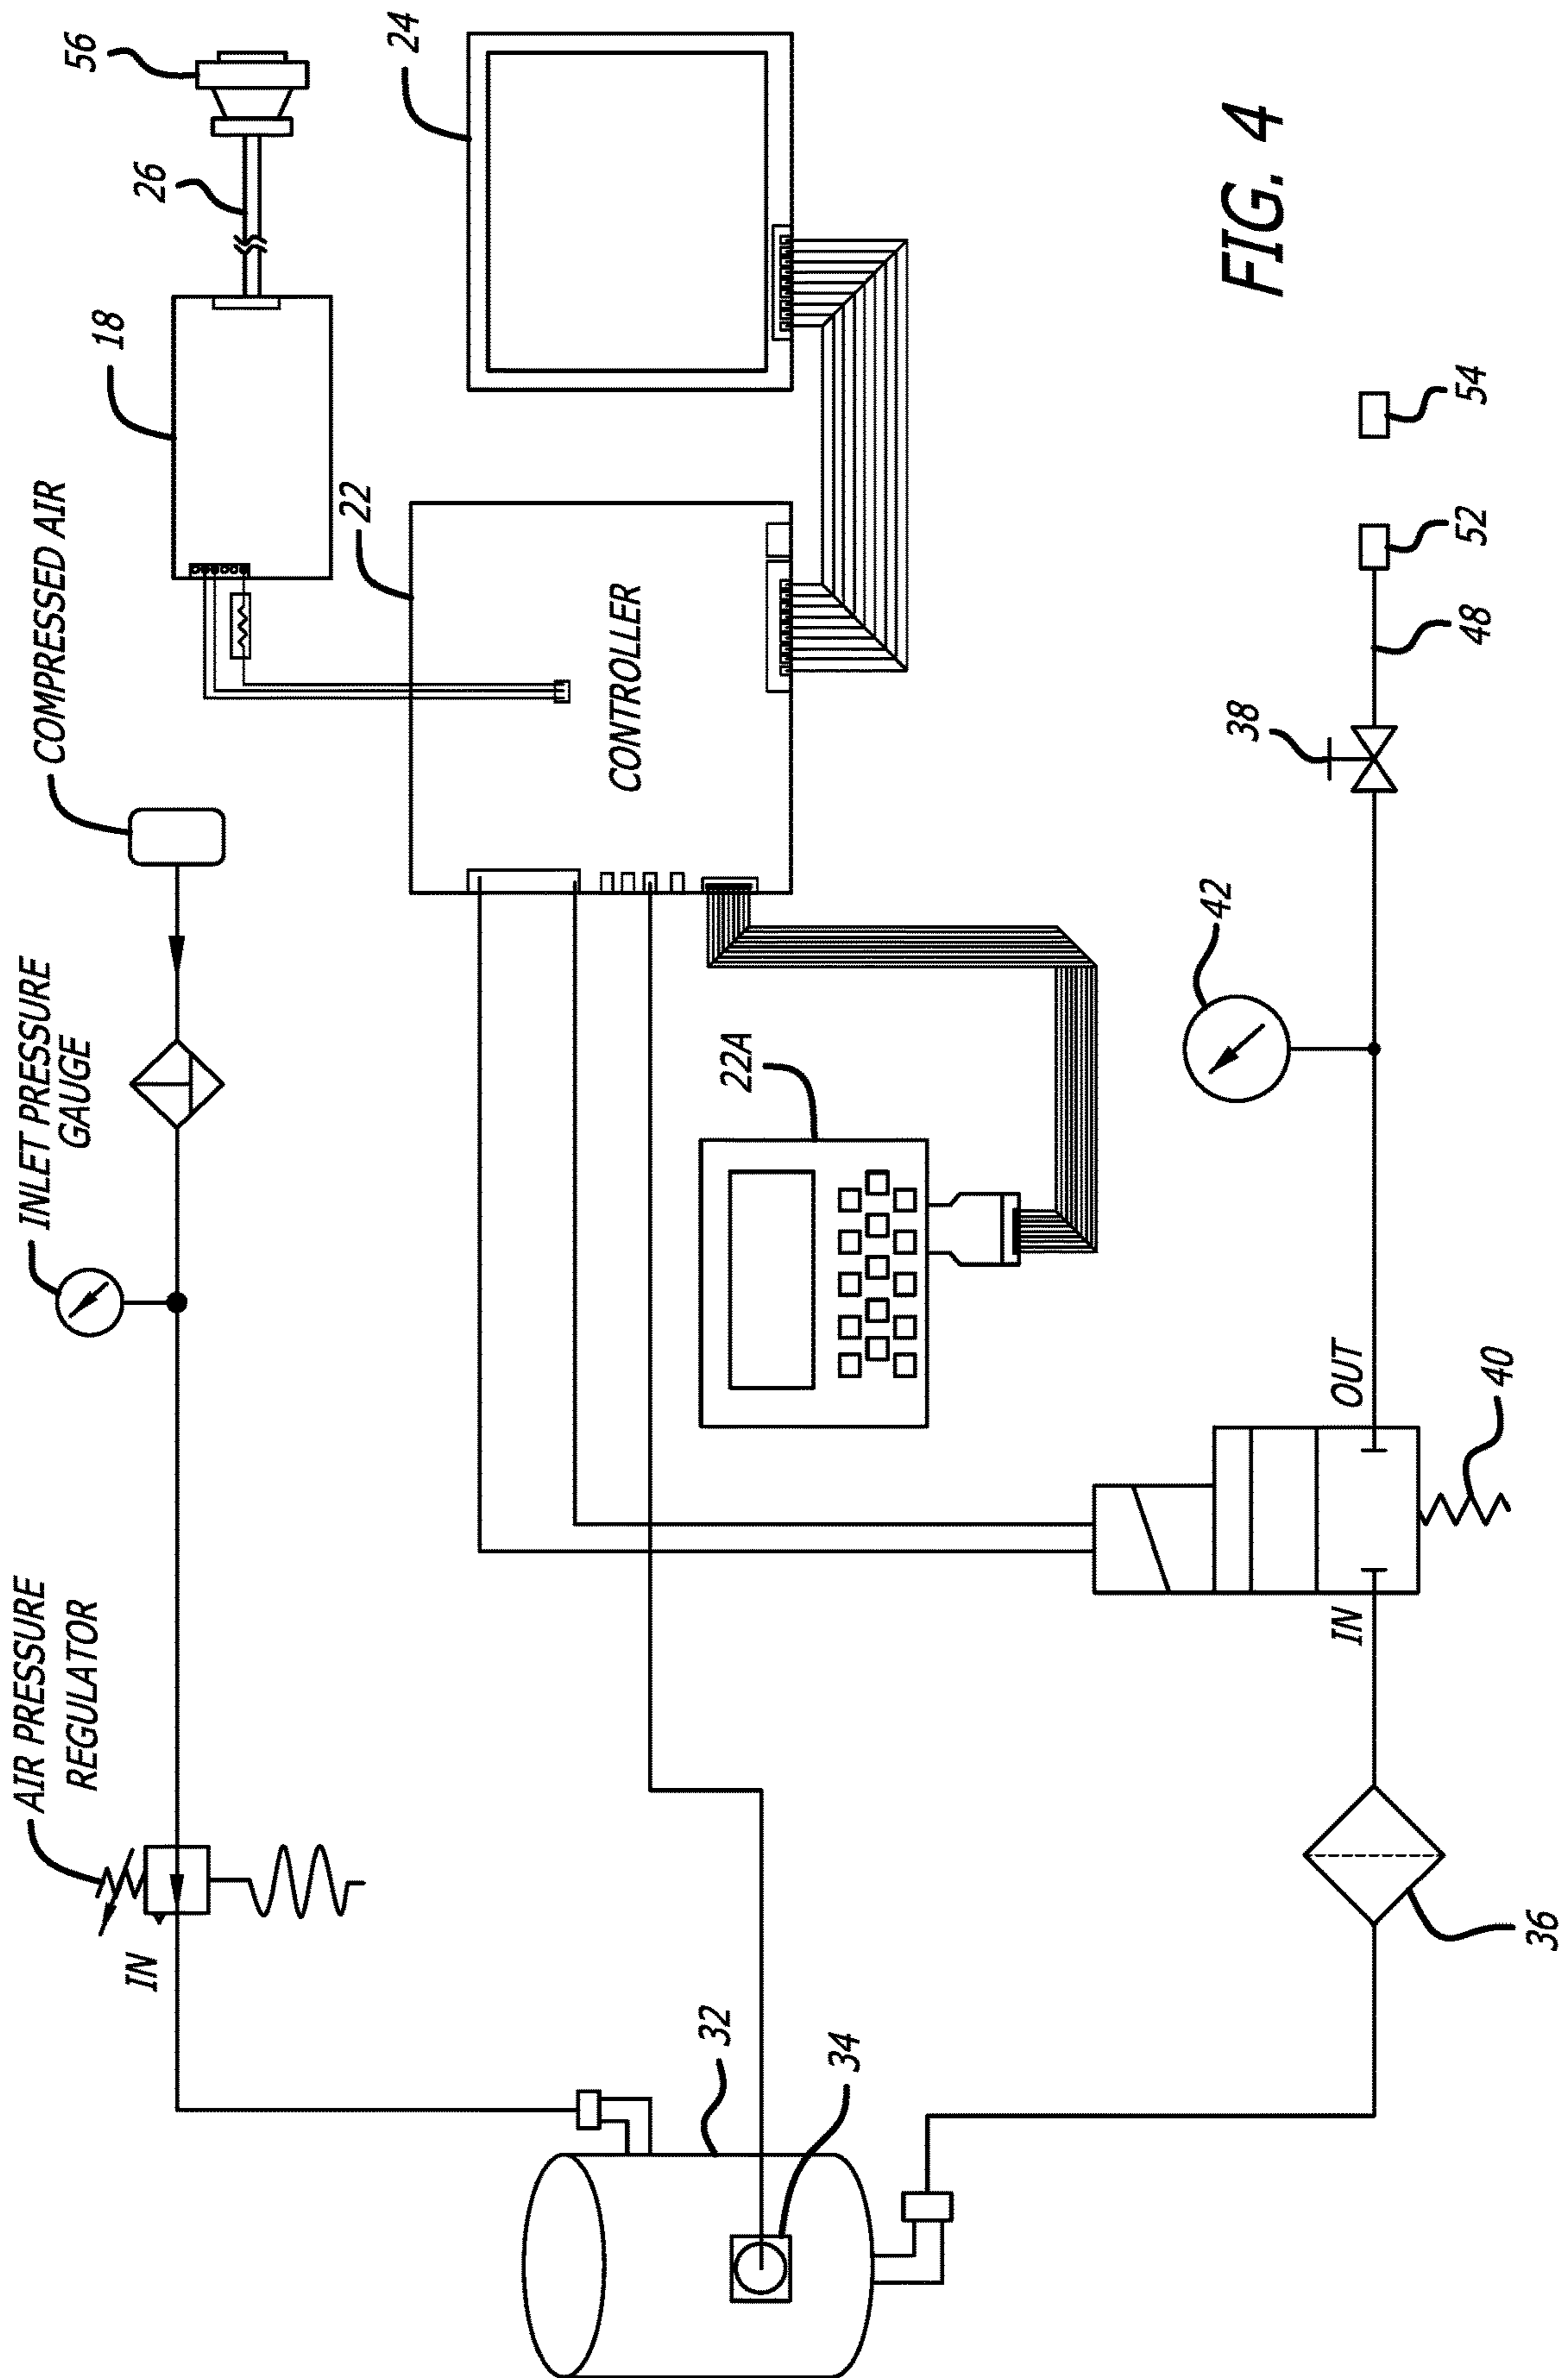 AIR PRESSURE
REGULATOR
INLET PRESSURE
GAUGE
COMPRESSED AIR
18
26
56
IN
22
24
CONTROLLER
32
34
22A
42
38
IN
OUT
36
40
48
52
54
FIG. 4